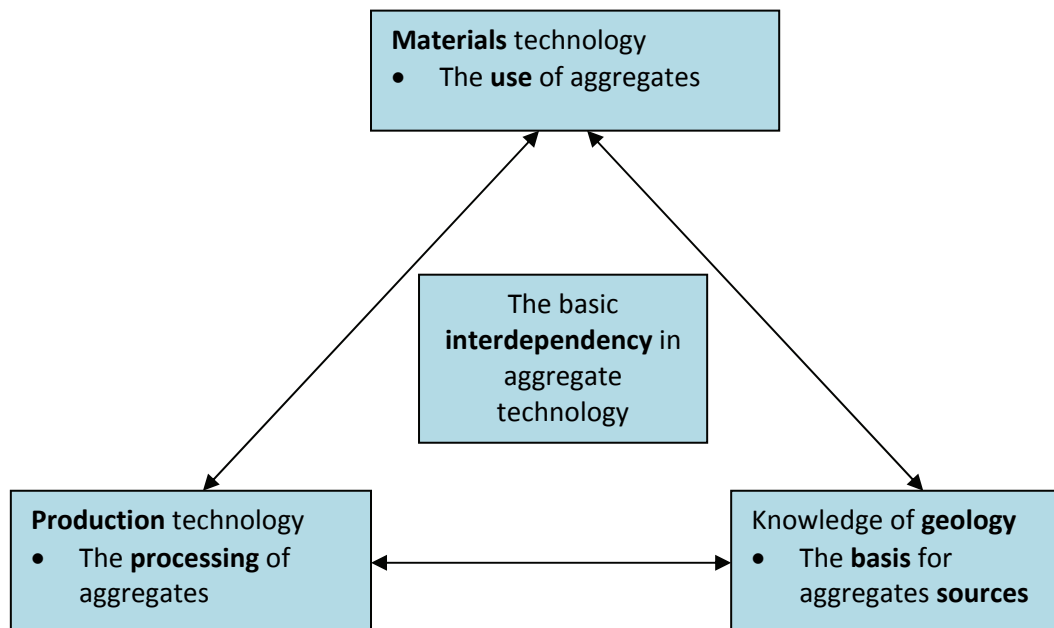 Materials technology
• The use of aggregates
The basic
interdependency in
aggregate
technology
Production technology
• The processing of
aggregates
Knowledge of geology
• The basis for
aggregates sources